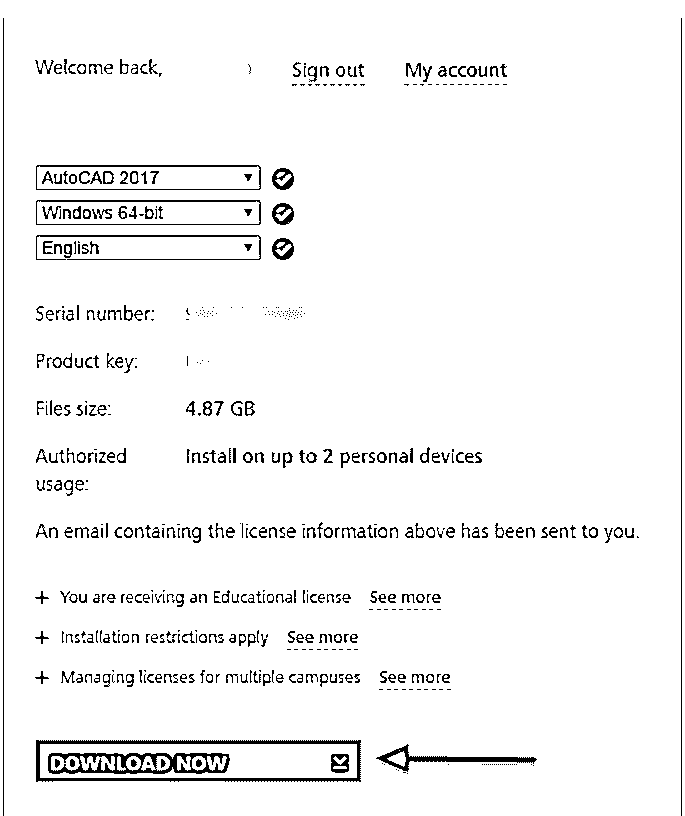 Welcome back, Sign out My account
AutoCAD 2017
Windows 64-bit
English
Serial number:
Product key:
Files size: 4.87 GB
Authorized usage: Install on up to 2 personal devices
An email containing the license information above has been sent to you.
+ You are receiving an Educational license See more
+ Installation restrictions apply See more
+ Managing licenses for multiple campuses See more
DOWNLOAD NOW